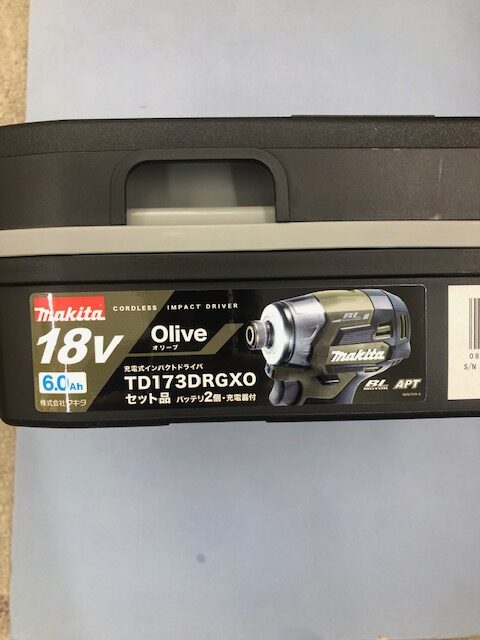 makita
CORDLESS IMPACT DRIVER
18V
Olive
オリーブ
6.0Ah
充電式インパクトドライバ
TD173DRGXO
セット品 バッテリ2個・充電器付
株式会社マキタ
BL
makita
BL
MOTOR
APT
08
S/N